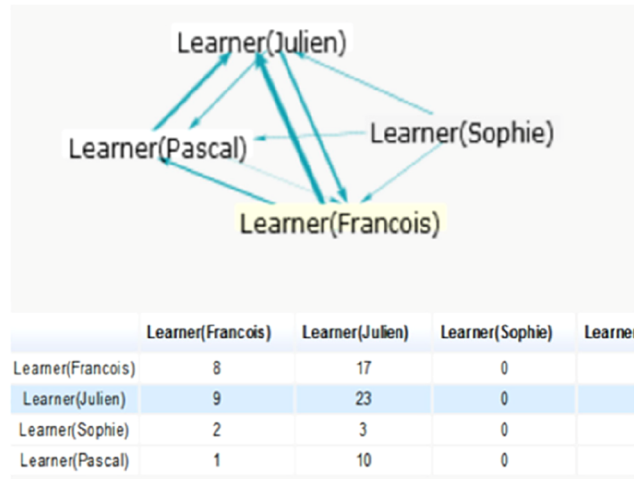 Learner(Julien)
Learner(Sophie)
Learner(Pascal)
Learner(Francois)
Learner(Francois) Learner(Julien) Learner(Sophie) Learner
Learner(Francois) 8 17 0
Learner(Julien) 9 23 0
Learner(Sophie) 2 3 0
Learner(Pascal) 1 10 0